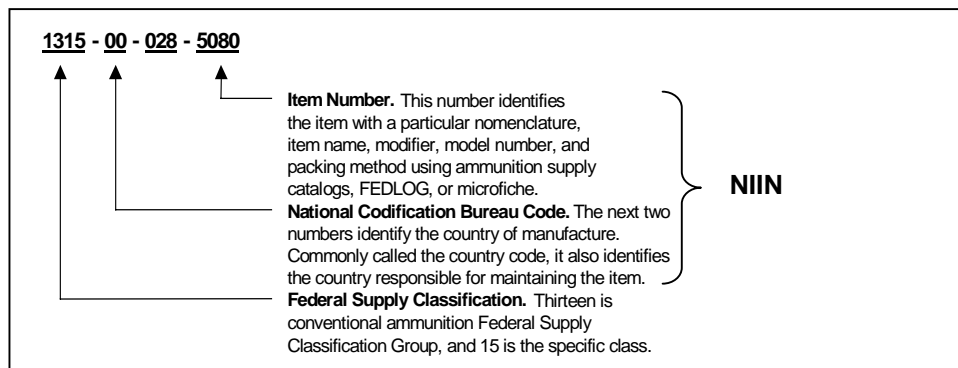 1315 - 00 - 028 - 5080
Item Number. This number identifies
the item with a particular nomenclature,
item name, modifier, model number, and
packing method using ammunition supply
catalogs, FEDLOG, or microfiche.
NIIN
National Codification Bureau Code. The next two
numbers identify the country of manufacture.
Commonly called the country code, it also identifies
the country responsible for maintaining the item.
Federal Supply Classification. Thirteen is
conventional ammunition Federal Supply
Classification Group, and 15 is the specific class.